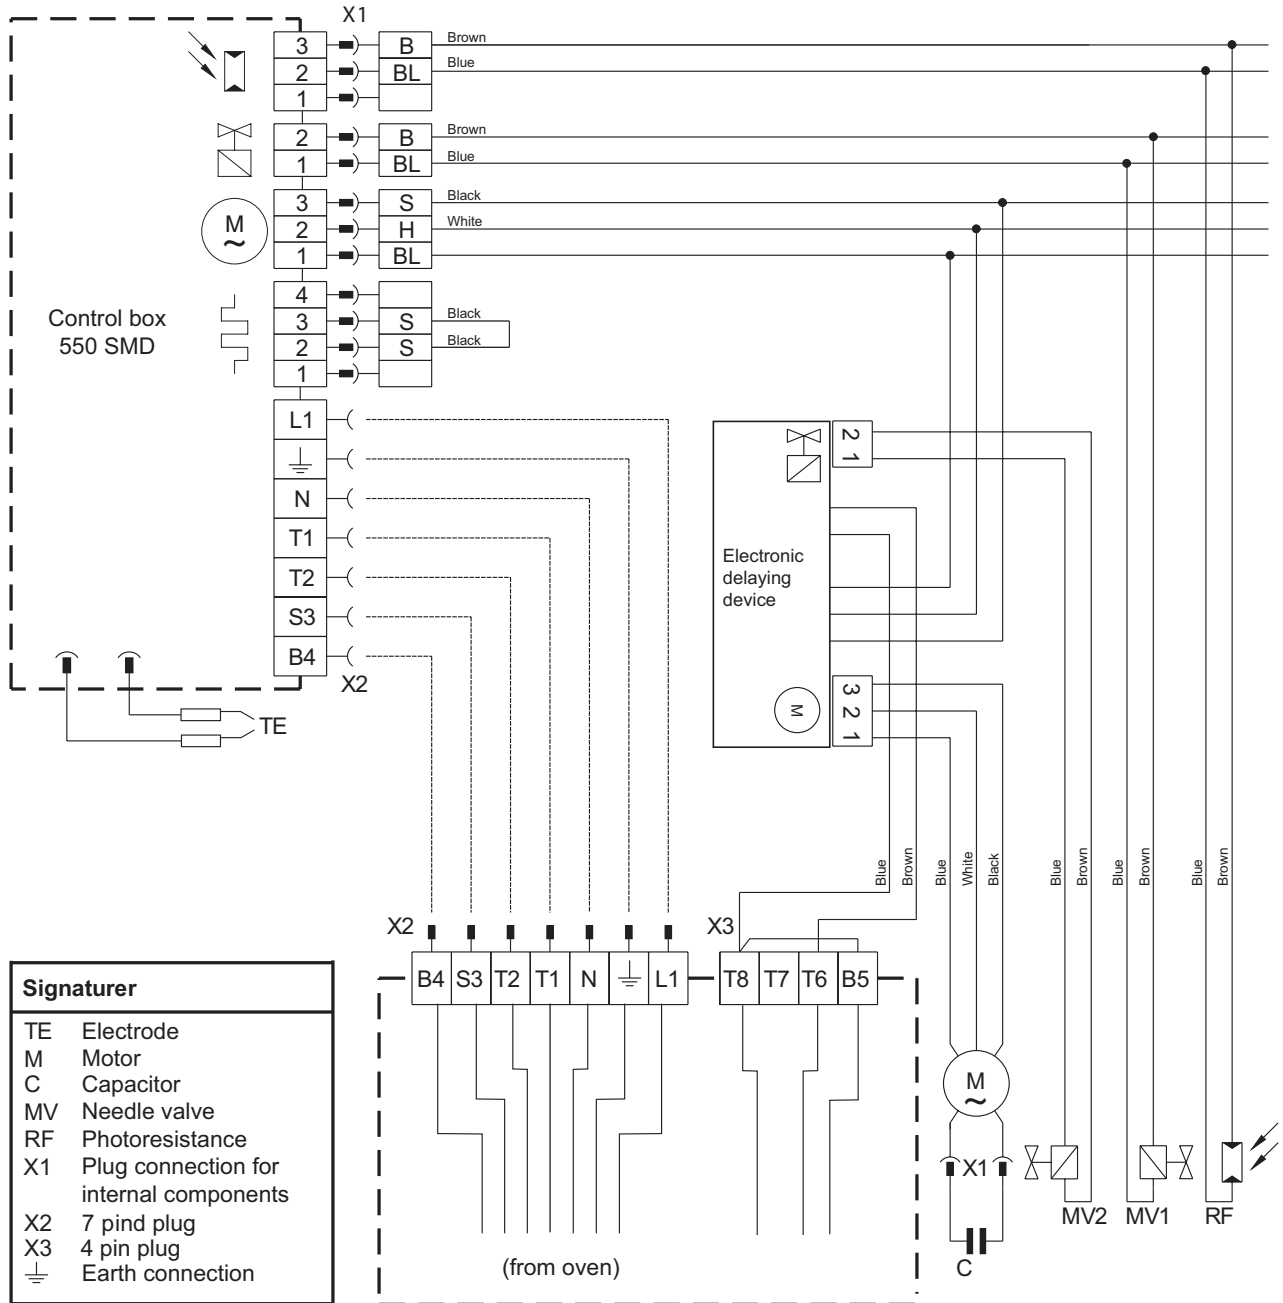 X1
3 B Brown
2 BL Blue
1
2 B Brown
1 BL Blue
3 S Black
M
~
2 H White
1 BL
4
3 S Black
2 S Black
1
Control box
550 SMD
L1
N
T1
T2
S3
B4
X2
TE
2
1
Electronic
delaying
device
M
3
2
1
Blue
Brown
Blue
White
Black
Blue
Brown
Blue
Brown
Blue
Brown
X2
B4 S3 T2 T1 N L1
X3
T8 T7 T6 B5
M
~
X1
C
MV2
MV1
RF
(from oven)
Signaturer
TE Electrode
M Motor
C Capacitor
MV Needle valve
RF Photoresistance
X1 Plug connection for
internal components
X2 7 pind plug
X3 4 pin plug
Earth connection